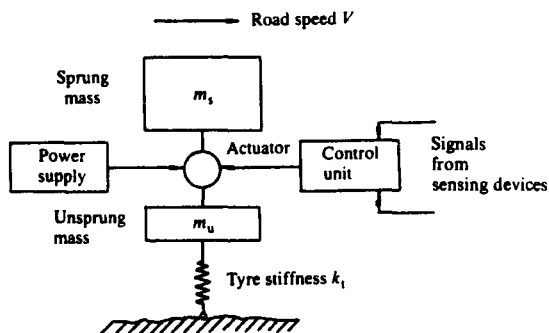 Road speed V
Sprung
mass
m_s
Power
supply
Actuator
Control
unit
Signals
from
sensing devices
Unsprung
mass
m_u
Tyre stiffness k_t